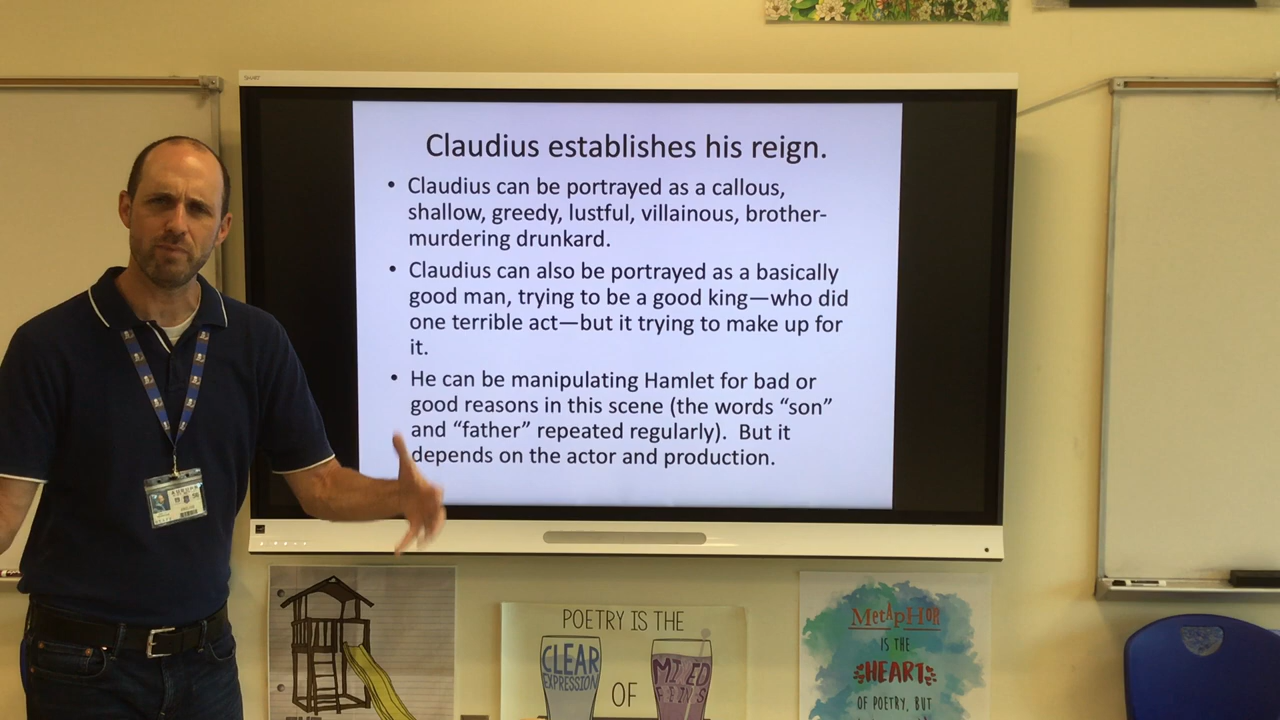 SMART
Claudius establishes his reign.
• Claudius can be portrayed as a callous,
shallow, greedy, lustful, villainous, brother-
murdering drunkard.
• Claudius can also be portrayed as a basically
good man, trying to be a good king—who did
one terrible act—but it trying to make up for
it.
• He can be manipulating Hamlet for bad or
good reasons in this scene (the words “son”
and “father” repeated regularly).  But it
depends on the actor and production.
POETRY IS THE
CLEAR
EXPRESSION
OF
MetAPHOR
IS THE
HEART
OF POETRY, BUT